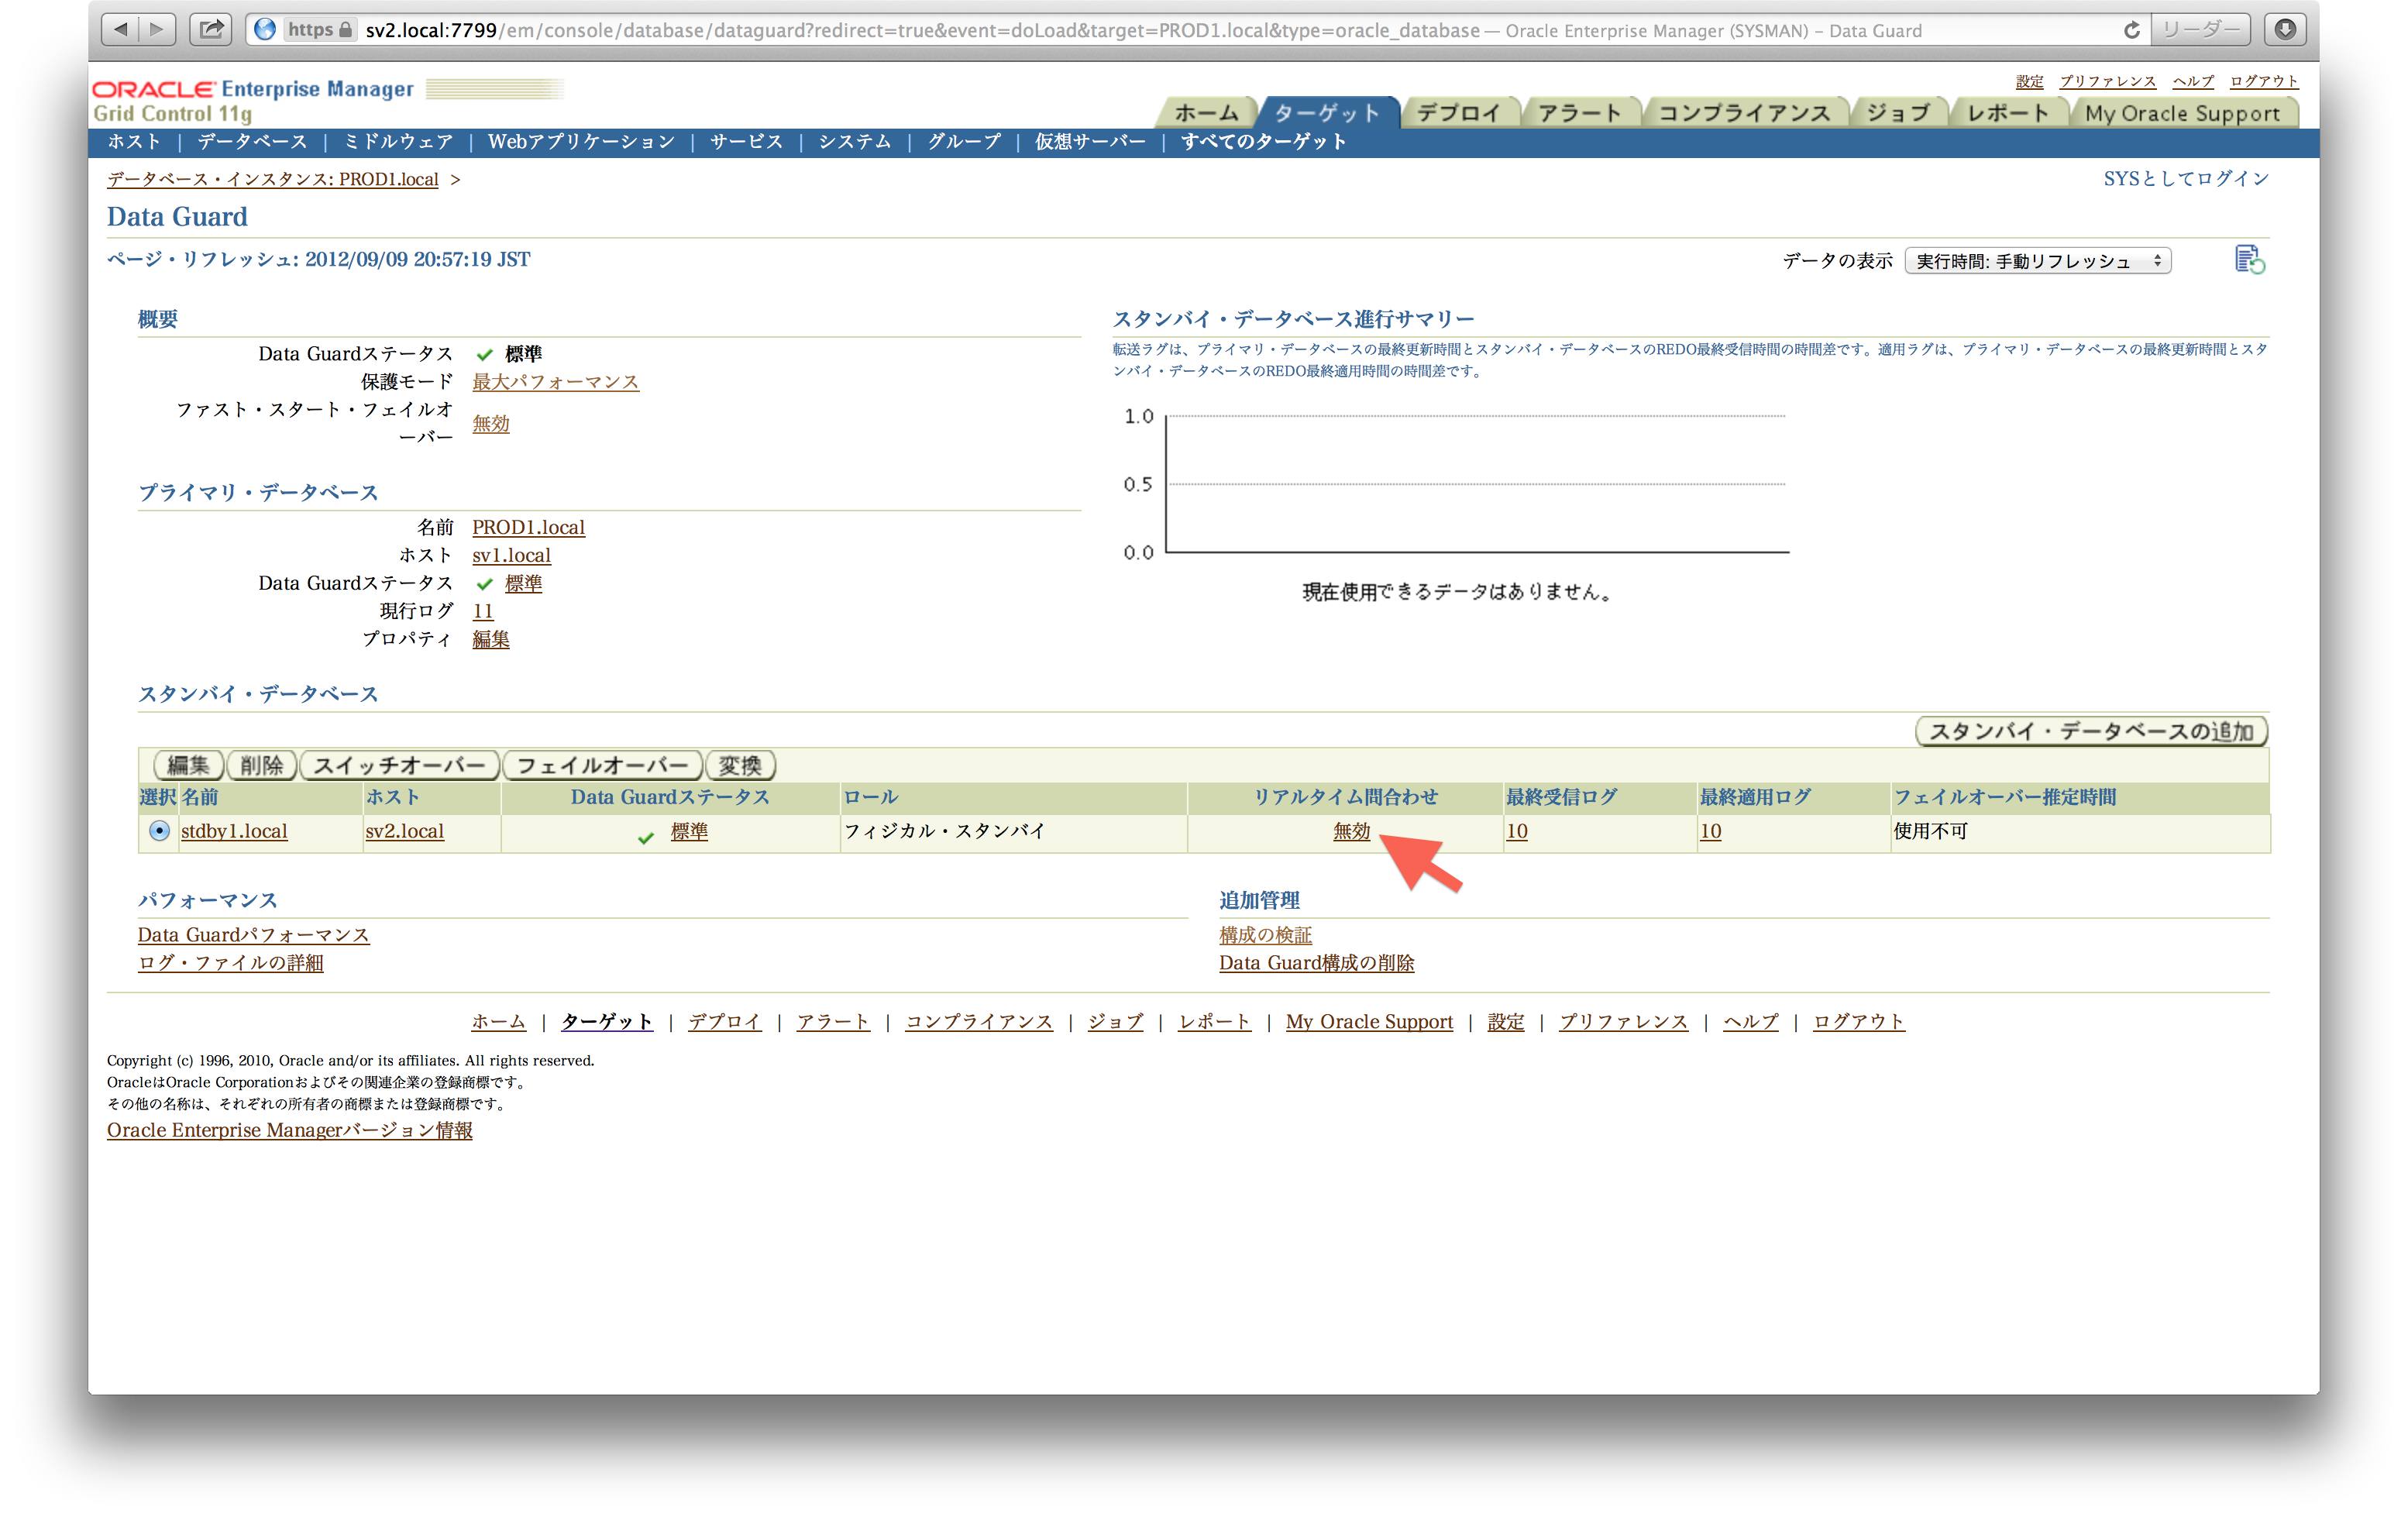 https sv2.local:7799/em/console/database/dataguard?redirect=true&event=doLoad&target=PROD1.local&type=oracle_database — Oracle Enterprise Manager (SYSMAN) – Data Guard リーダー
ORACLE Enterprise Manager
Grid Control 11g
設定 プリファレンス ヘルプ ログアウト
ホーム ターゲット デプロイ アラート コンプライアンス ジョブ レポート My Oracle Support
ホスト | データベース | ミドルウェア | Webアプリケーション | サービス | システム | グループ | 仮想サーバー | すべてのターゲット
データベース・インスタンス: PROD1.local >
SYSとしてログイン
Data Guard
ページ・リフレッシュ: 2012/09/09 20:57:19 JST
データの表示 実行時間: 手動リフレッシュ
概要
Data Guardステータス 標準
保護モード 最大パフォーマンス
ファスト・スタート・フェイルオ
ーバー 無効
スタンバイ・データベース進行サマリー
転送ラグは、プライマリ・データベースの最終更新時間とスタンバイ・データベースのREDO最終受信時間の時間差です。適用ラグは、プライマリ・データベースの最終更新時間とスタ
ンバイ・データベースのREDO最終適用時間の時間差です。
1.0
0.5
0.0
現在使用できるデータはありません。
プライマリ・データベース
名前 PROD1.local
ホスト sv1.local
Data Guardステータス 標準
現行ログ 11
プロパティ 編集
スタンバイ・データベース
スタンバイ・データベースの追加
編集 削除 スイッチオーバー フェイルオーバー 変換
選択 名前 ホスト Data Guardステータス ロール リアルタイム問合わせ 最終受信ログ 最終適用ログ フェイルオーバー推定時間
stdby1.local sv2.local 標準 フィジカル・スタンバイ 無効 10 10 使用不可
パフォーマンス
Data Guardパフォーマンス
ログ・ファイルの詳細
追加管理
構成の検証
Data Guard構成の削除
ホーム | ターゲット | デプロイ | アラート | コンプライアンス | ジョブ | レポート | My Oracle Support | 設定 | プリファレンス | ヘルプ | ログアウト
Copyright (c) 1996, 2010, Oracle and/or its affiliates. All rights reserved.
OracleはOracle Corporationおよびその関連企業の登録商標です。
その他の名称は、それぞれの所有者の商標または登録商標です。
Oracle Enterprise Managerバージョン情報